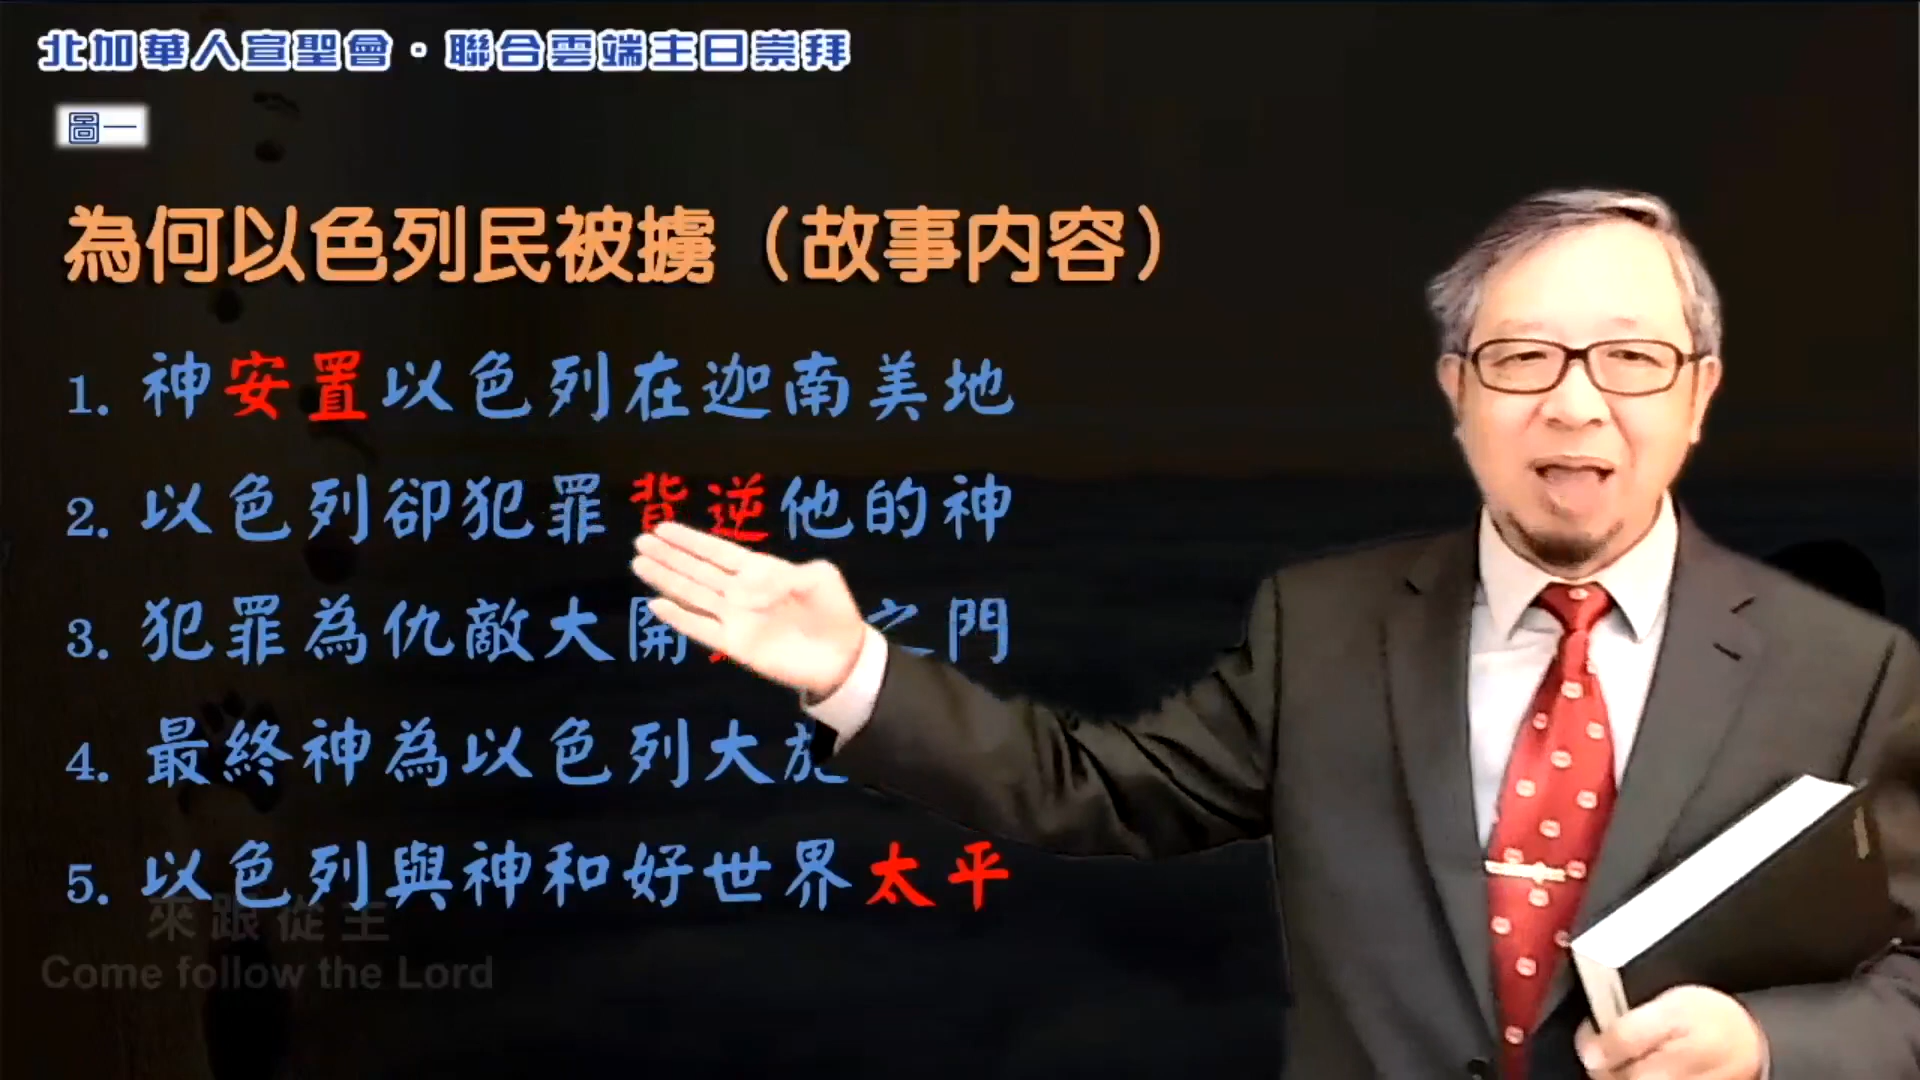 北加華人宣聖會·聯合雲端主日崇拜
圖一
為何以色列民被擄（故事內容）
1. 神安置以色列在迦南美地
2. 以色列卻犯罪背逆他的神
3. 犯罪為仇敵大開之門
4. 最終神為以色列大施
5. 以色列與神和好世界太平
來跟從主
Come follow the Lord